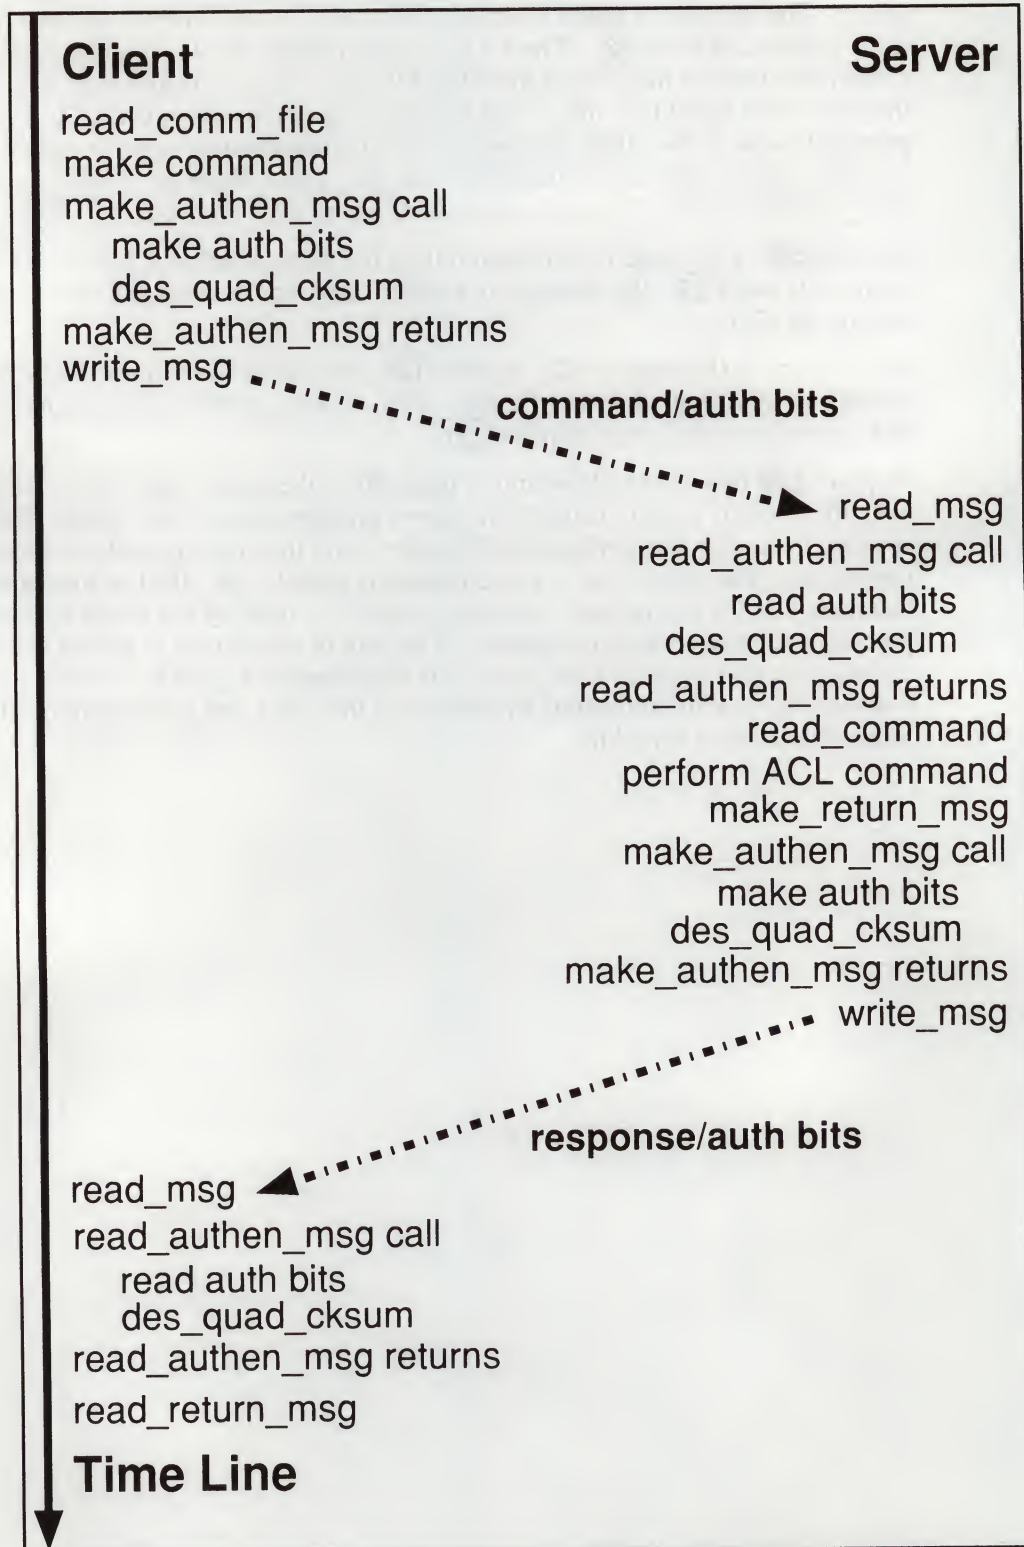 Client
Server
read_comm_file
make command
make_authen_msg call
make auth bits
des_quad_cksum
make_authen_msg returns
write_msg
command/auth bits
read_msg
read_authen_msg call
read auth bits
des_quad_cksum
read_authen_msg returns
read_command
perform ACL command
make_return_msg
make_authen_msg call
make auth bits
des_quad_cksum
make_authen_msg returns
write_msg
response/auth bits
read_msg
read_authen_msg call
read auth bits
des_quad_cksum
read_authen_msg returns
read_return_msg
Time Line